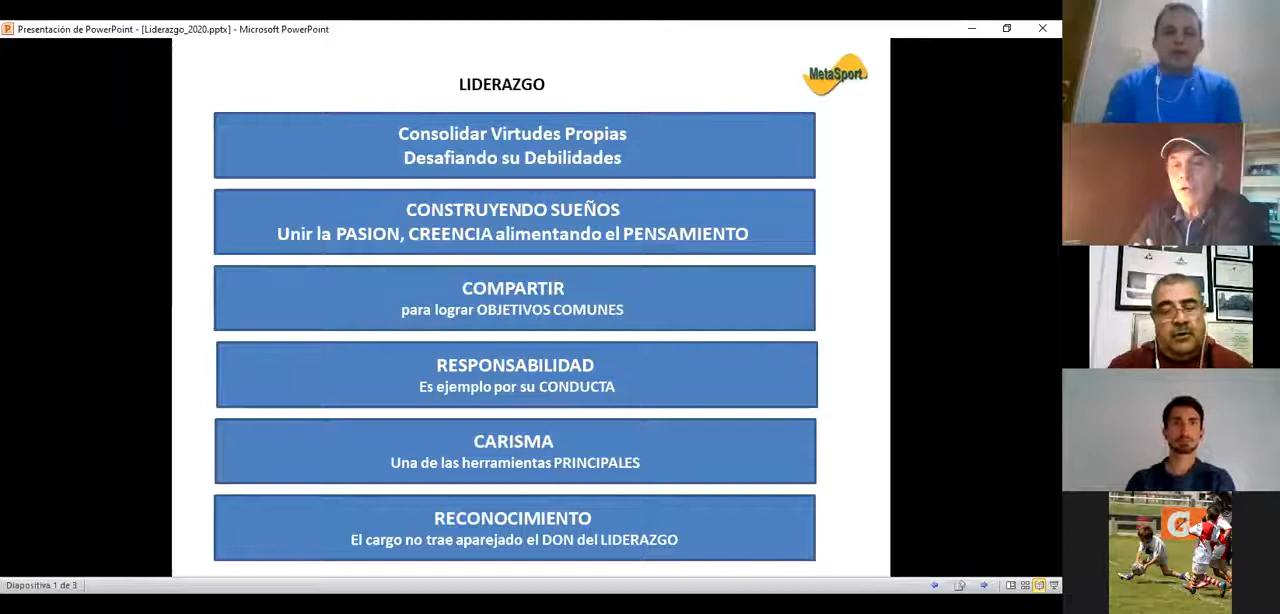 Presentación de PowerPoint - [Liderazgo_2020.pptx] - Microsoft PowerPoint
MetaSport
LIDERAZGO
Consolidar Virtudes Propias
Desafiando su Debilidades
CONSTRUYENDO SUEÑOS
Unir la PASION, CREENCIA alimentando el PENSAMIENTO
COMPARTIR
para lograr OBJETIVOS COMUNES
RESPONSABILIDAD
Es ejemplo por su CONDUCTA
CARISMA
Una de las herramientas PRINCIPALES
RECONOCIMIENTO
El cargo no trae aparejado el DON del LIDERAZGO
Diapositiva 1 de 3
G